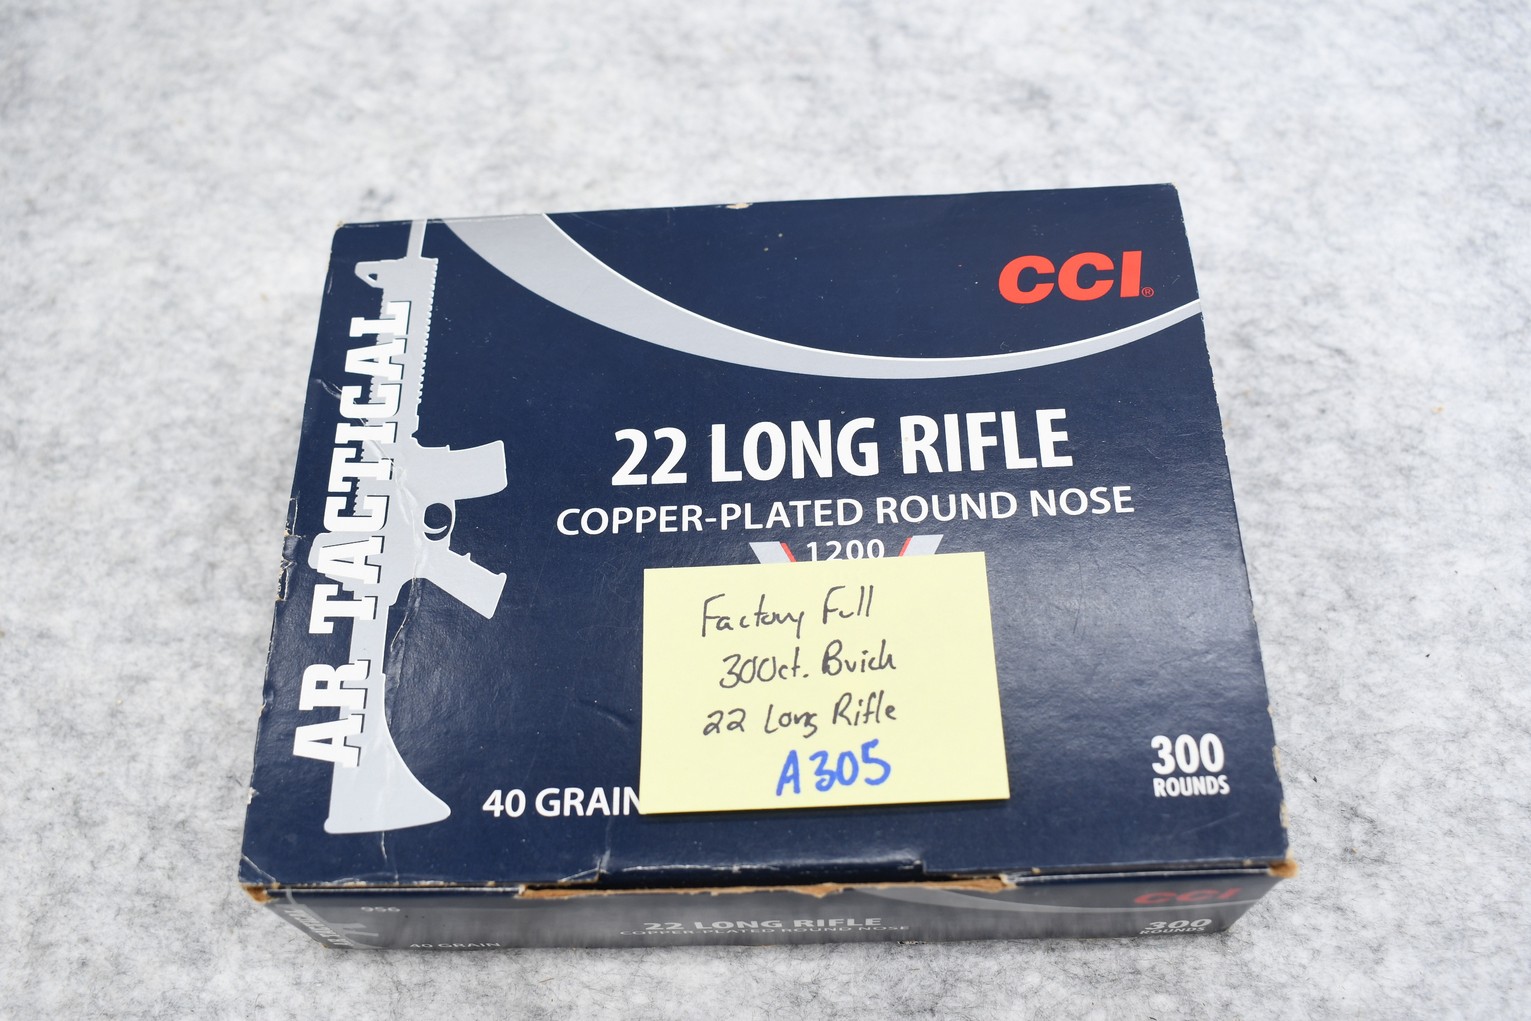 AR TACTICAL
CCI®
22 LONG RIFLE
COPPER-PLATED ROUND NOSE
1200
Factory Full
300ct. Brick
22 Long Rifle
A305
40 GRAIN
300
ROUNDS
956
40 GRAIN
22 LONG RIFLE
COPPER-PLATED ROUND NOSE
CCI
300
ROUNDS